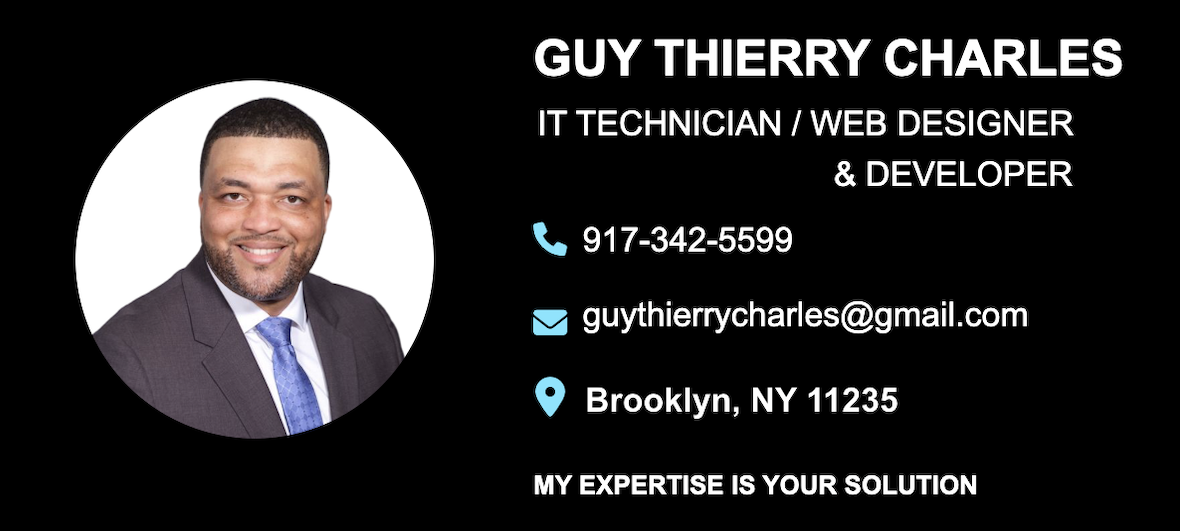 GUY THIERRY CHARLES
IT TECHNICIAN / WEB DESIGNER
& DEVELOPER
917-342-5599
guythierrycharles@gmail.com
Brooklyn, NY 11235
MY EXPERTISE IS YOUR SOLUTION